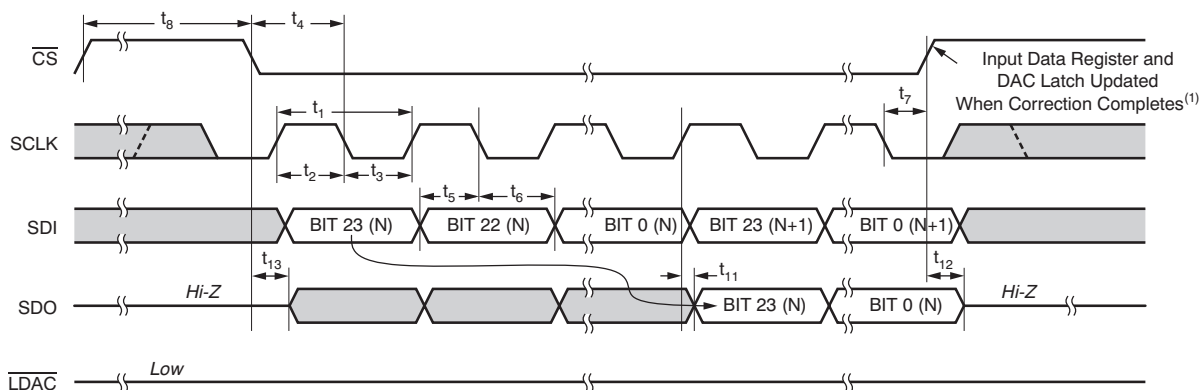 t8
t4
CS
Input Data Register and
DAC Latch Updated
When Correction Completes(1)
t7
t1
SCLK
t2
t3
t5
t6
SDI
BIT 23 (N)
BIT 22 (N)
BIT 0 (N)
BIT 23 (N+1)
BIT 0 (N+1)
t13
t11
t12
SDO
Hi-Z
BIT 23 (N)
BIT 0 (N)
Hi-Z
LDAC
Low